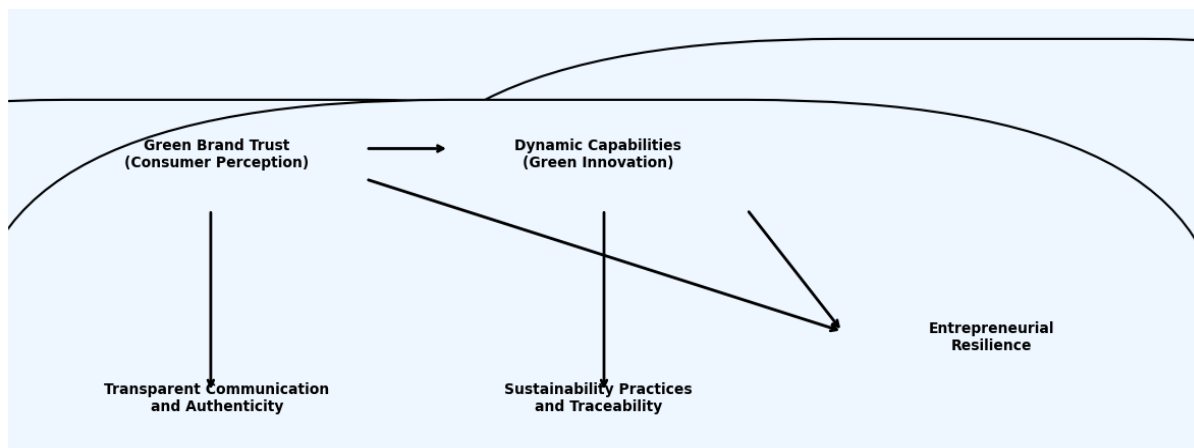 Green Brand Trust
(Consumer Perception)
Dynamic Capabilities
(Green Innovation)
Entrepreneurial
Resilience
Transparent Communication
and Authenticity
Sustainability Practices
and Traceability